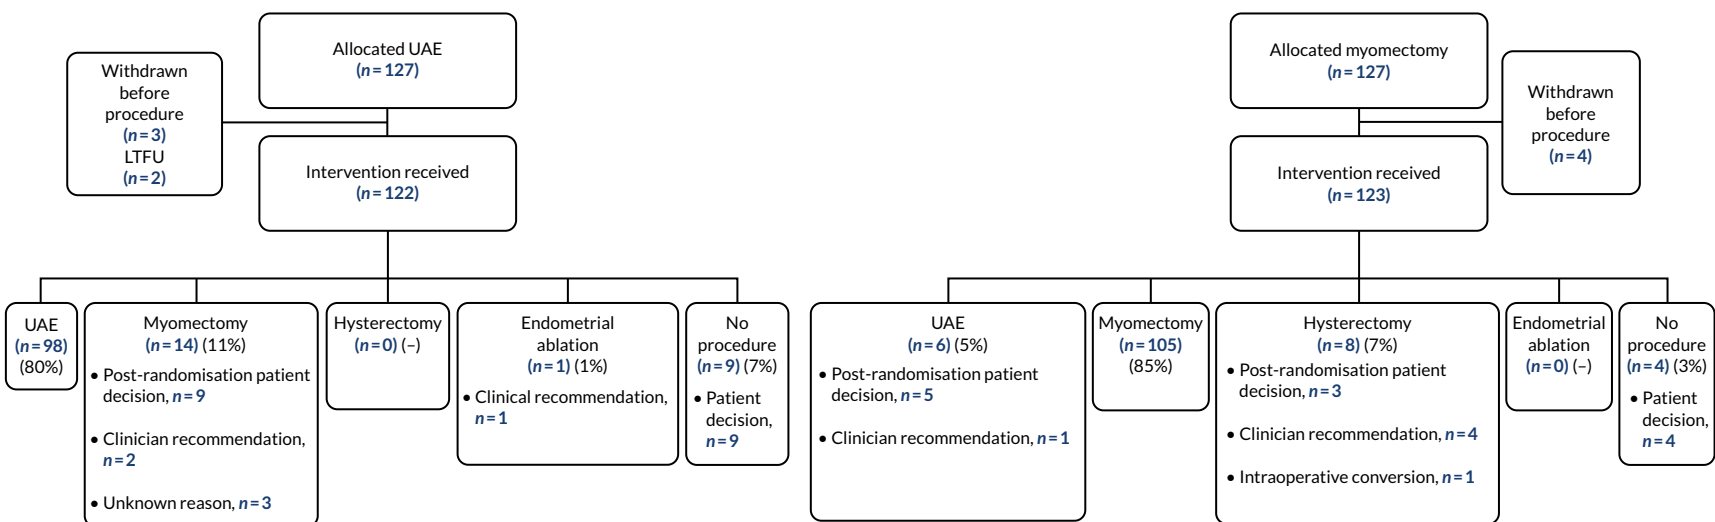 Allocated UAE
(n=127)
Withdrawn
before
procedure
(n=3)
LTFU
(n=2)
Intervention received
(n=122)
UAE
(n=98)
(80%)
Myomectomy
(n=14) (11%)
• Post-randomisation patient
decision, n=9
• Clinician recommendation,
n=2
• Unknown reason, n=3
Hysterectomy
(n=0) (–)
Endometrial
ablation
(n=1) (1%)
• Clinical recommendation,
n=1
No
procedure
(n=9) (7%)
• Patient
decision,
n=9
Allocated myomectomy
(n=127)
Withdrawn
before
procedure
(n=4)
Intervention received
(n=123)
UAE
(n=6) (5%)
• Post-randomisation patient
decision, n=5
• Clinician recommendation, n=1
Myomectomy
(n=105)
(85%)
Hysterectomy
(n=8) (7%)
• Post-randomisation patient
decision, n=3
• Clinician recommendation, n=4
• Intraoperative conversion, n=1
Endometrial
ablation
(n=0) (–)
No
procedure
(n=4) (3%)
• Patient
decision,
n=4